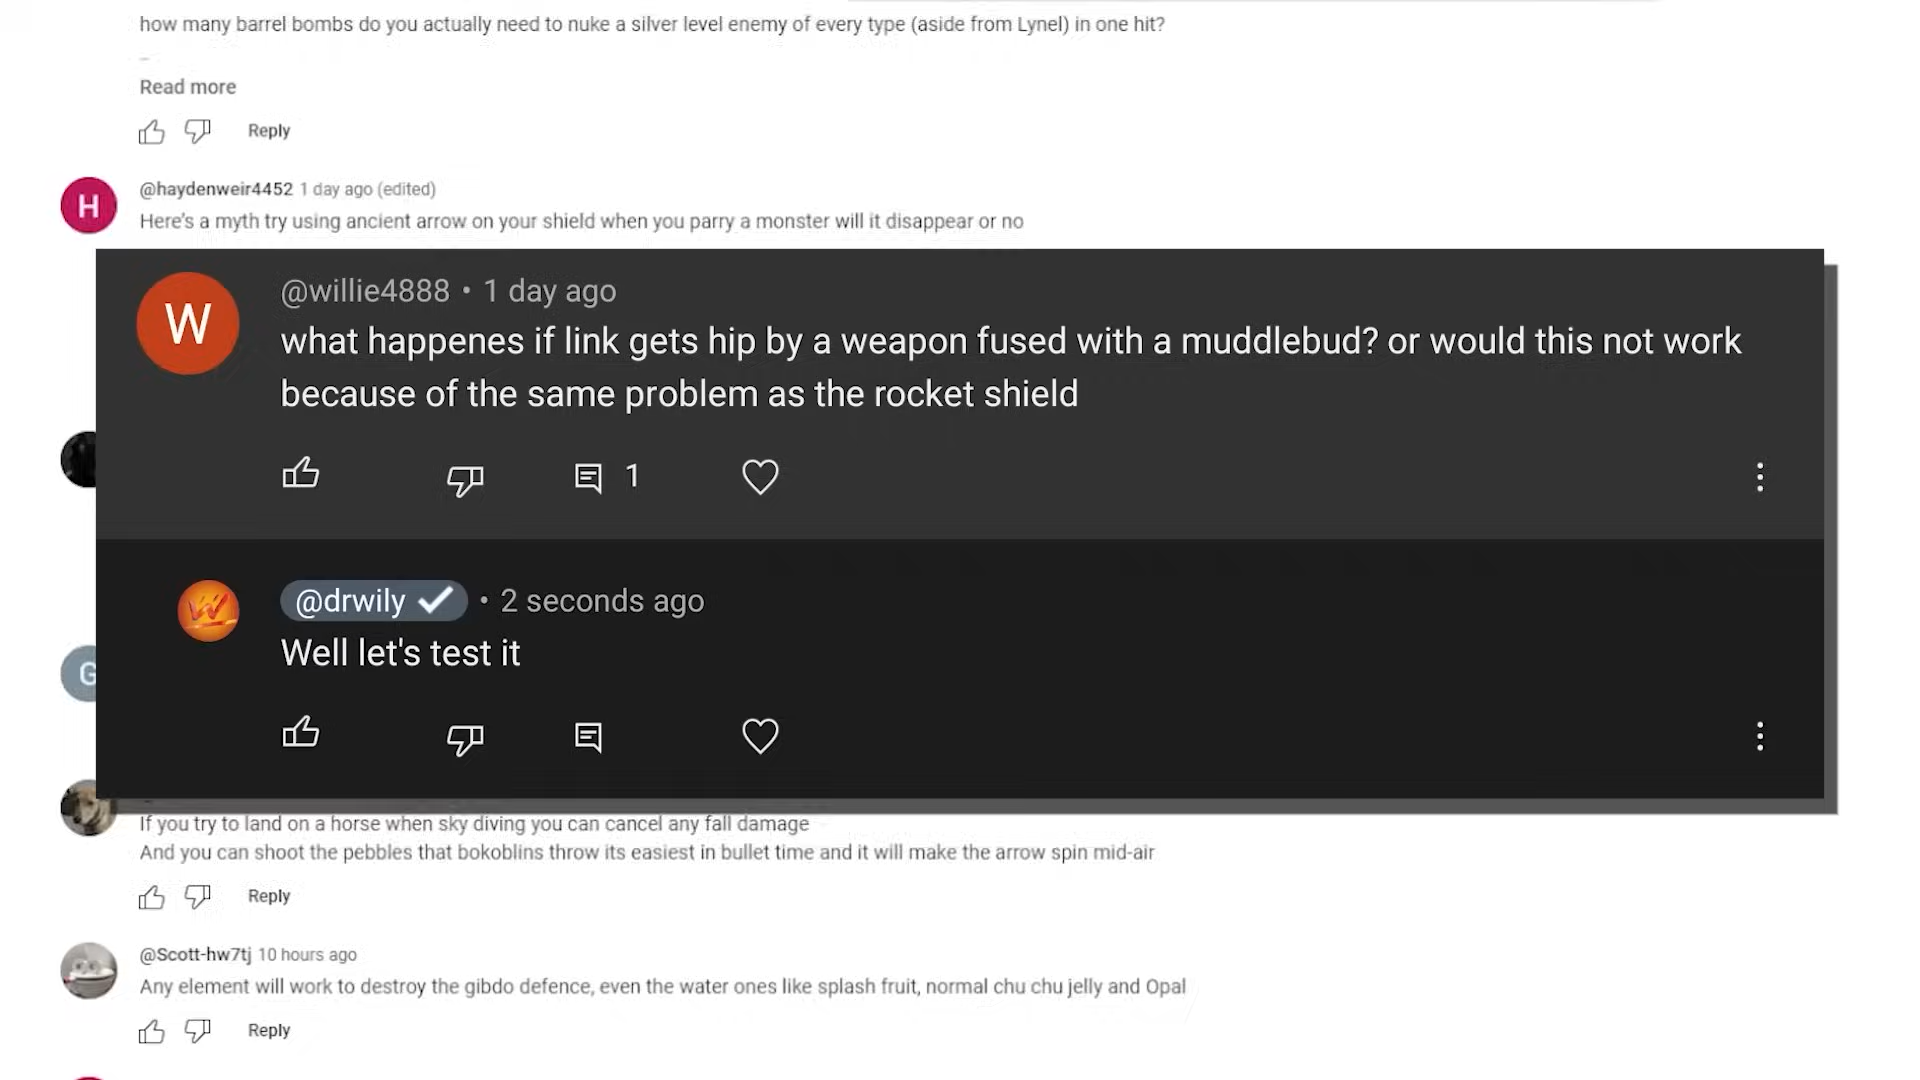 how many barrel bombs do you actually need to nuke a silver level enemy of every type (aside from Lynel) in one hit?
Read more
Reply
H
@haydenweir4452 1 day ago (edited)
Here's a myth try using ancient arrow on your shield when you parry a monster will it disappear or no
W
@willie4888 • 1 day ago
what happenes if link gets hip by a weapon fused with a muddlebud? or would this not work
because of the same problem as the rocket shield
1
@drwily • 2 seconds ago
Well let's test it
G
If you try to land on a horse when sky diving you can cancel any fall damage
And you can shoot the pebbles that bokoblins throw its easiest in bullet time and it will make the arrow spin mid-air
Reply
@Scott-hw7tj 10 hours ago
Any element will work to destroy the gibdo defence, even the water ones like splash fruit, normal chu chu jelly and Opal
Reply